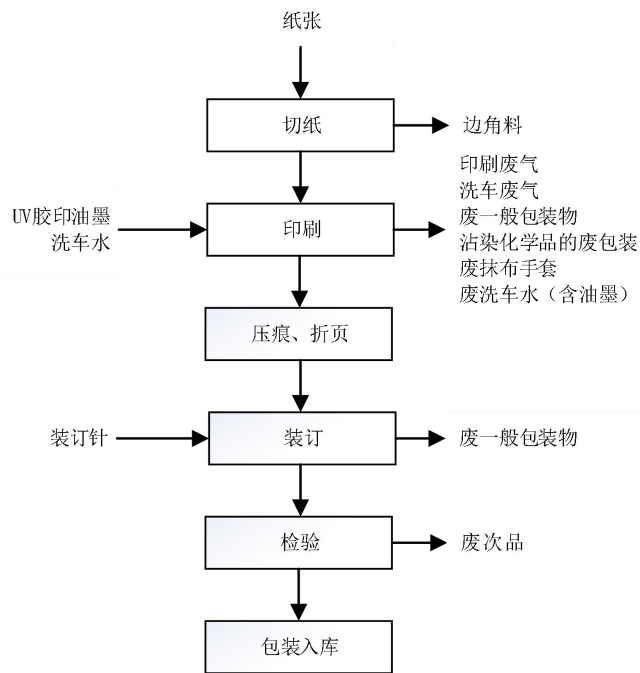 纸张
切纸
边角料
UV胶印油墨
洗车水
印刷
印刷废气
洗车废气
废一般包装物
沾染化学品的废包装
废抹布手套
废洗车水（含油墨）
压痕、折页
装订针
装订
废一般包装物
检验
废次品
包装入库